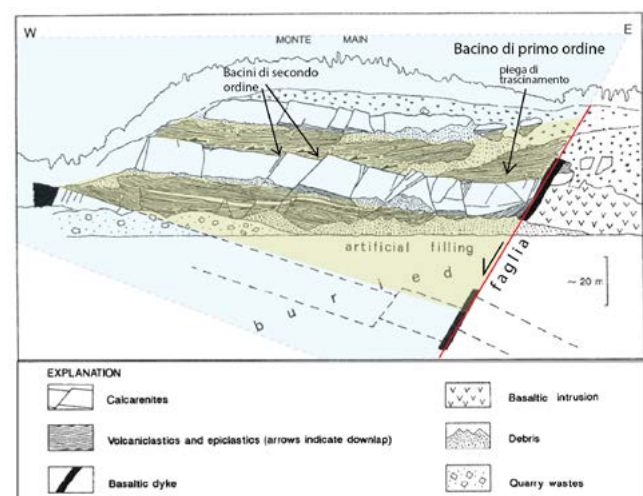 W
MONTE MAIN
E
Bacino di primo ordine
Bacini di secondo
ordine
piega di
trascinamento
artificial filling
buried
faglia
~ 20 m
EXPLANATION
Calcarenites
Volcaniclastics and epiclastics (arrows indicate downlap)
Basaltic dyke
Basaltic intrusion
Debris
Quarry wastes